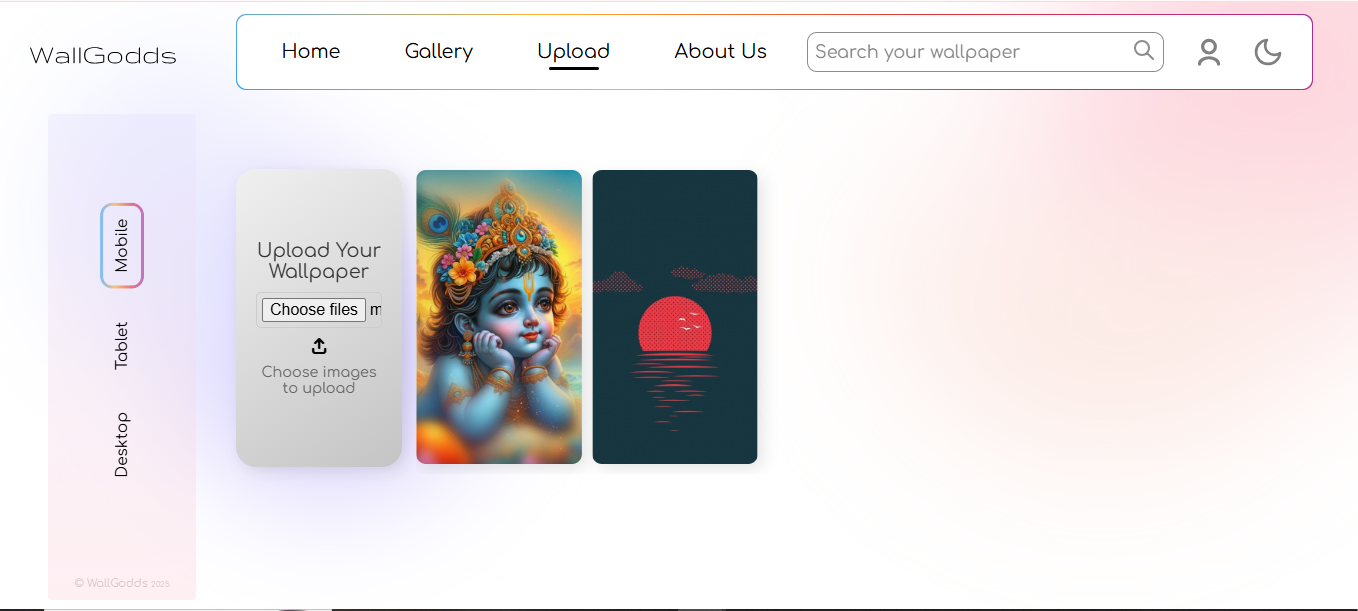 WallGodds
Home
Gallery
Upload
About Us
Search your wallpaper
Mobile
Tablet
Desktop
© WallGodds 2025
Upload Your
Wallpaper
Choose files m
Choose images
to upload